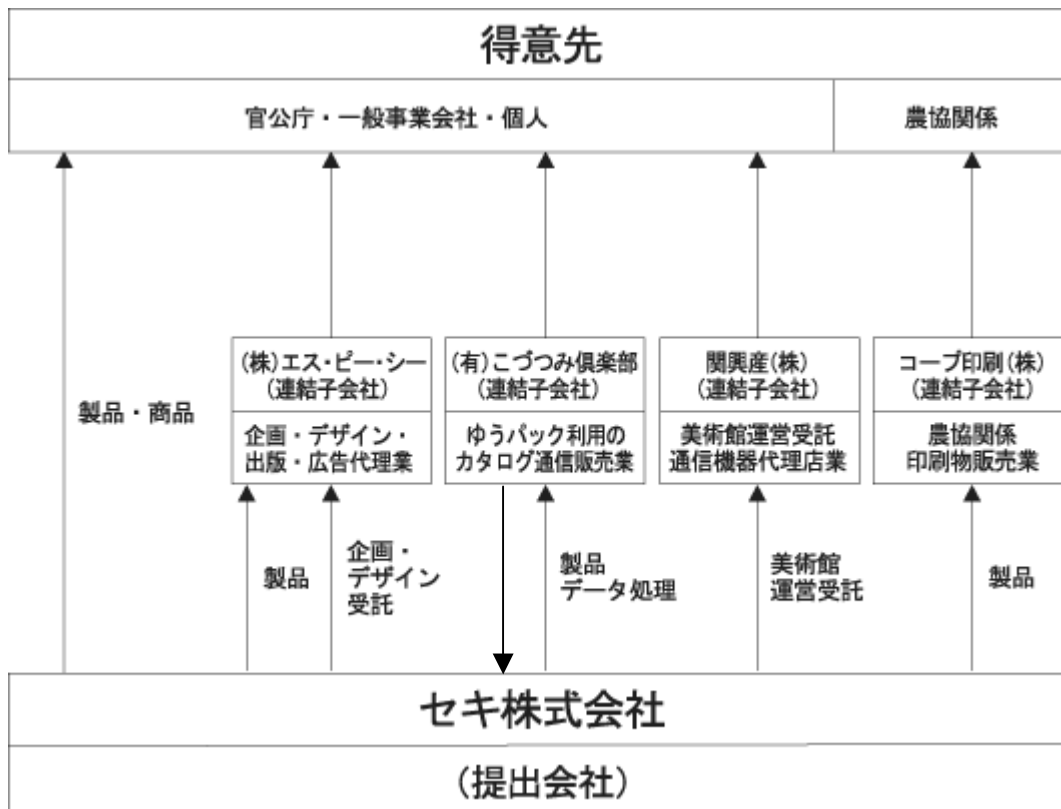 得意先
官公庁・一般事業会社・個人
農協関係
(株)エス・ピー・シー
(連結子会社)
企画・デザイン・
出版・広告代理業
(有)こづつみ倶楽部
(連結子会社)
ゆうパック利用の
カタログ通信販売業
関興産(株)
(連結子会社)
美術館運営受託
通信機器代理店業
コープ印刷(株)
(連結子会社)
農協関係
印刷物販売業
製品・商品
製品
企画・
デザイン
受託
製品
データ処理
美術館
運営受託
製品
セキ株式会社
(提出会社)